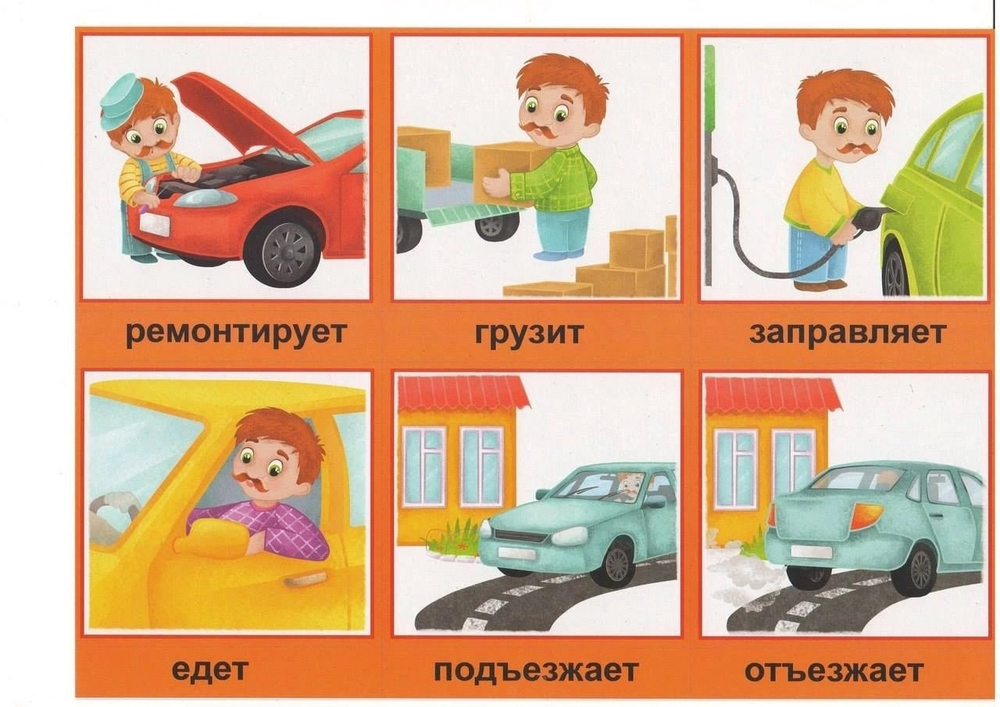 ремонтирует
грузит
заправляет
едет
подъезжает
отъезжает